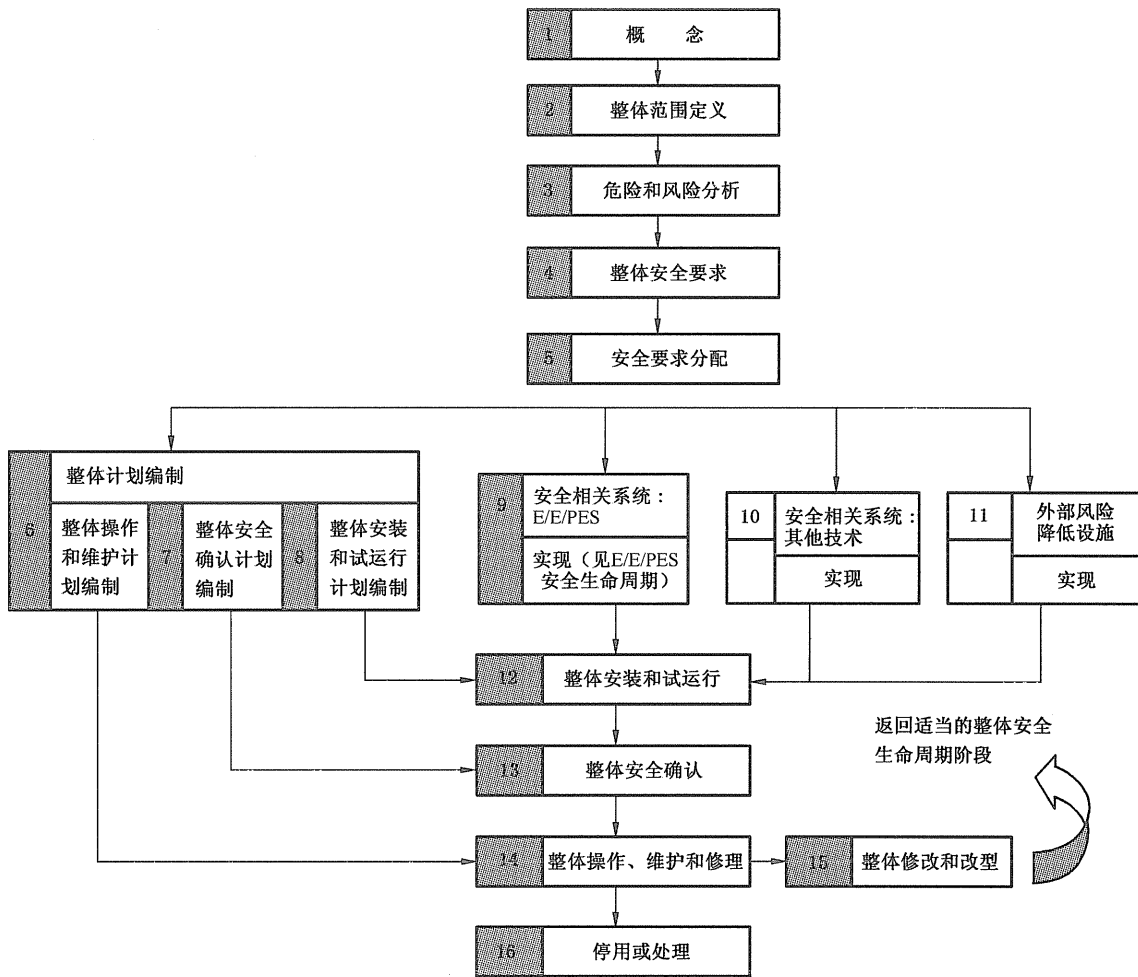 1 概 念
2 整体范围定义
3 危险和风险分析
4 整体安全要求
5 安全要求分配
整体计划编制
6 整体操作
和维护计
划编制
7 整体安全
确认计划
编制
8 整体安装
和试运行
计划编制
9 安全相关系统：
E/E/PES
实现（见E/E/PES
安全生命周期）
10 安全相关系统：
其他技术
实现
11 外部风险
降低设施
实现
12 整体安装和试运行
返回适当的整体安全
生命周期阶段
13 整体安全确认
14 整体操作、维护和修理
15 整体修改和改型
16 停用或处理